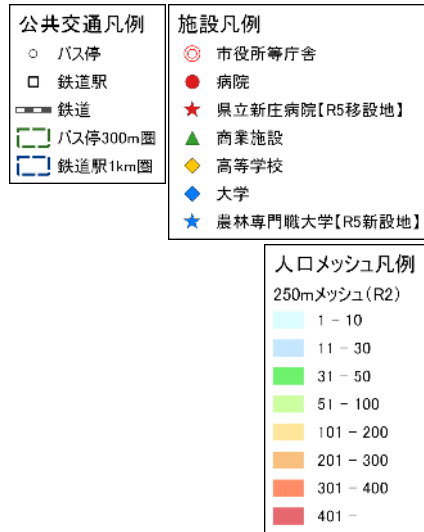 公共交通凡例
バス停
鉄道駅
鉄道
バス停300m圏
鉄道駅1km圏
施設凡例
市役所等庁舎
病院
県立新庄病院【R5移設地】
商業施設
高等学校
大学
農林専門職大学【R5新設地】
人口メッシュ凡例
250mメッシュ(R2)
1 - 10
11 - 30
31 - 50
51 - 100
101 - 200
201 - 300
301 - 400
401 -